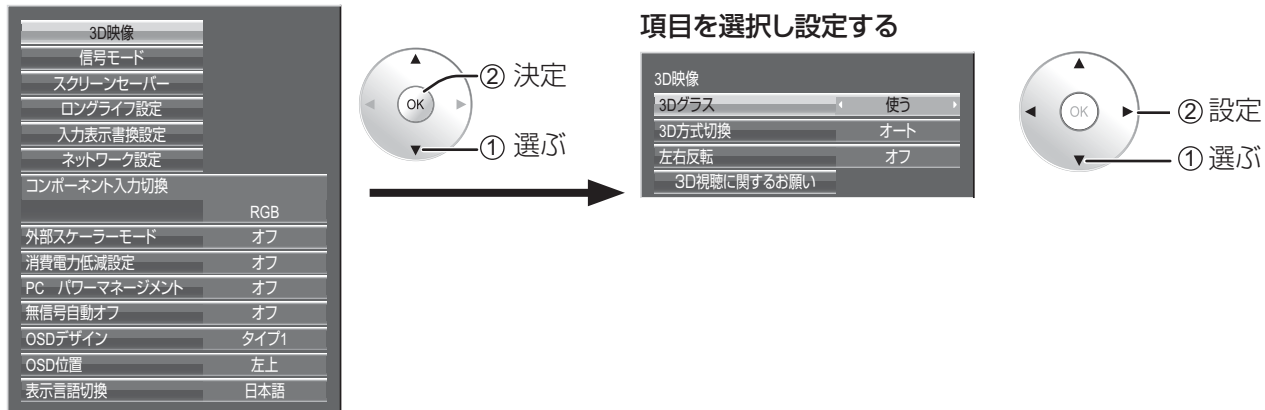 3D映像
信号モード
スクリーンセーバー
ロングライフ設定
入力表示書換設定
ネットワーク設定
コンポーネント入力切換
RGB
外部スケーラーモード オフ
消費電力低減設定 オフ
PC パワーマネージメント オフ
無信号自動オフ オフ
OSDデザイン タイプ1
OSD位置 左上
表示言語切換 日本語
OK
② 決定
① 選ぶ
項目を選択し設定する
3D映像
3Dグラス 使う
3D方式切換 オート
左右反転 オフ
3D視聴に関するお願い
OK
② 設定
① 選ぶ